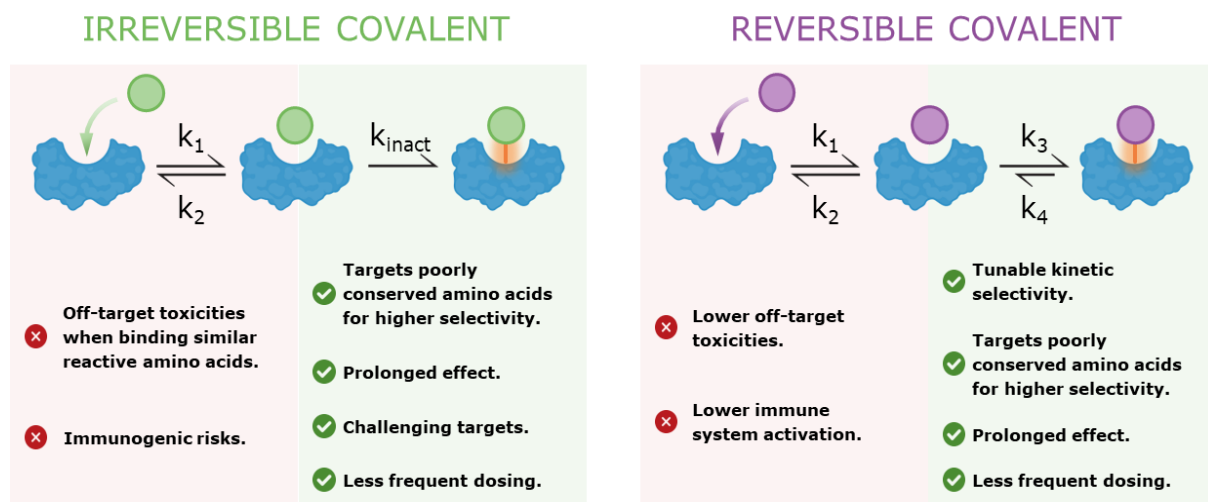 IRREVERSIBLE COVALENT
k1
k2
kinact
Off-target toxicities
when binding similar
reactive amino acids.
Immunogenic risks.
Targets poorly
conserved amino acids
for higher selectivity.
Prolonged effect.
Challenging targets.
Less frequent dosing.
REVERSIBLE COVALENT
k1
k2
k3
k4
Lower off-target
toxicities.
Lower immune
system activation.
Tunable kinetic
selectivity.
Targets poorly
conserved amino acids
for higher selectivity.
Prolonged effect.
Less frequent dosing.